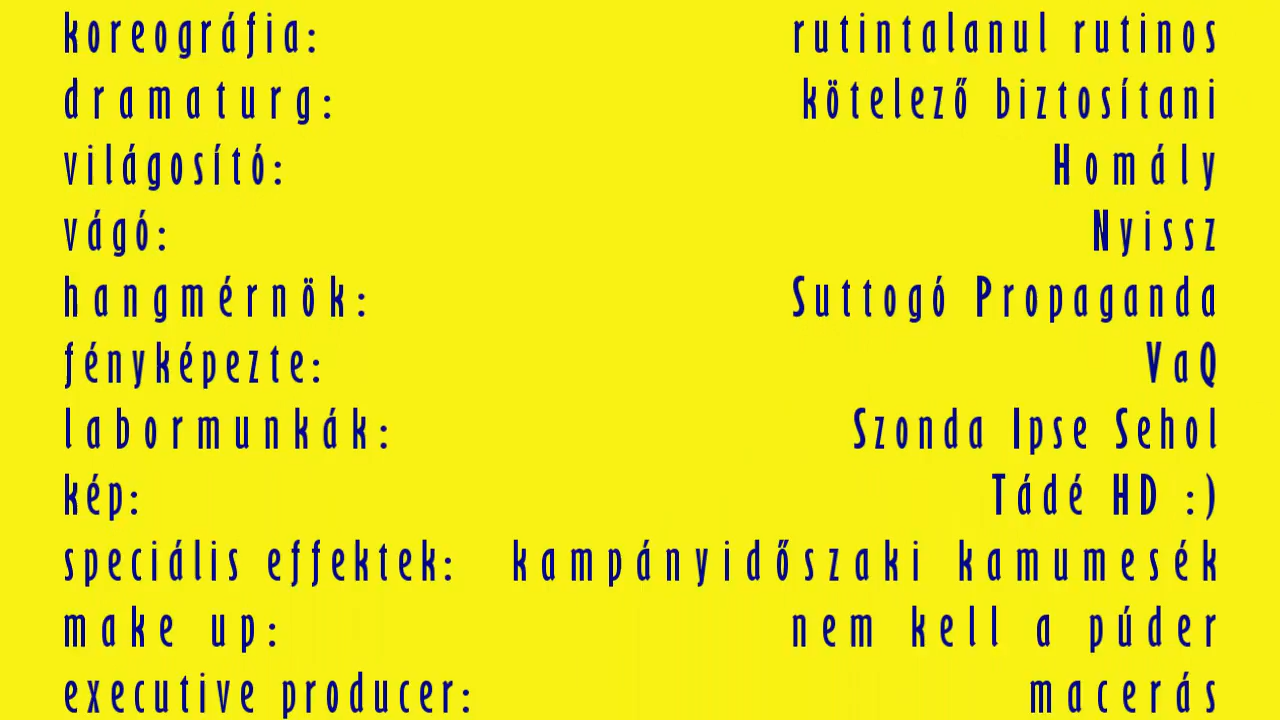 koreográfia: rutintalanul rutinos
dramaturg: kötelező biztosítani
világosító: Homály
vágó: Nyissz
hangmérnök: Suttogó Propaganda
fényképezte: VaQ
labormunkák: Szonda Ipse Sehol
kép: Tádé HD :)
speciális effektek: kampányidőszaki kamumesék
make up: nem kell a púder
executive producer: macerás